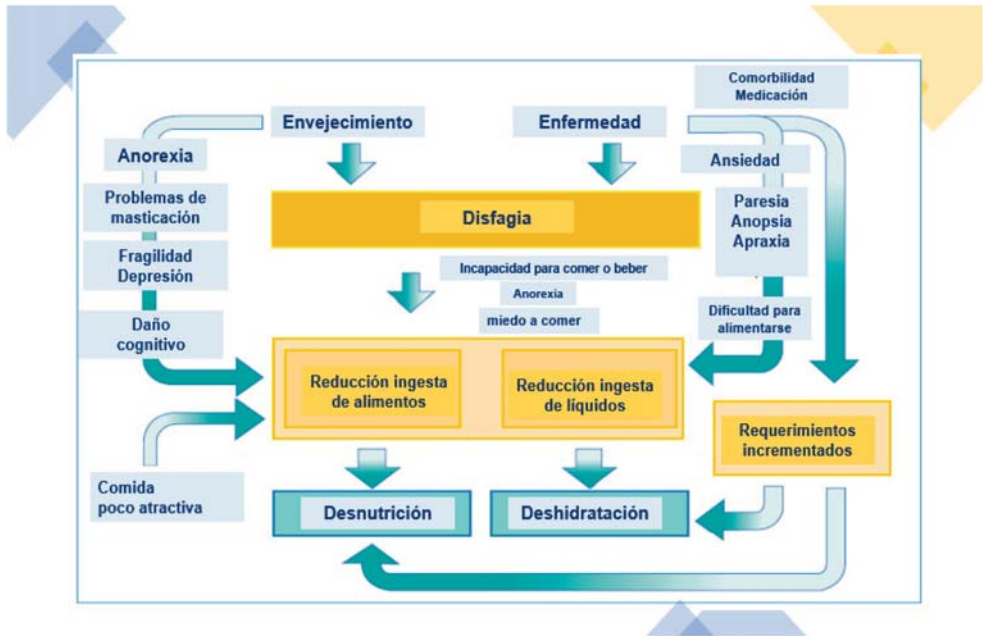 Comorbilidad
Medicación
Envejecimiento
Enfermedad
Anorexia
Ansiedad
Problemas de
masticación
Paresia
Anopsia
Apraxia
Disfagia
Fragilidad
Depresión
Incapacidad para comer o beber
Anorexia
miedo a comer
Dificultad para
alimentarse
Daño
cognitivo
Reducción ingesta
de alimentos
Reducción ingesta
de líquidos
Requerimientos
incrementados
Comida
poco atractiva
Desnutrición
Deshidratación